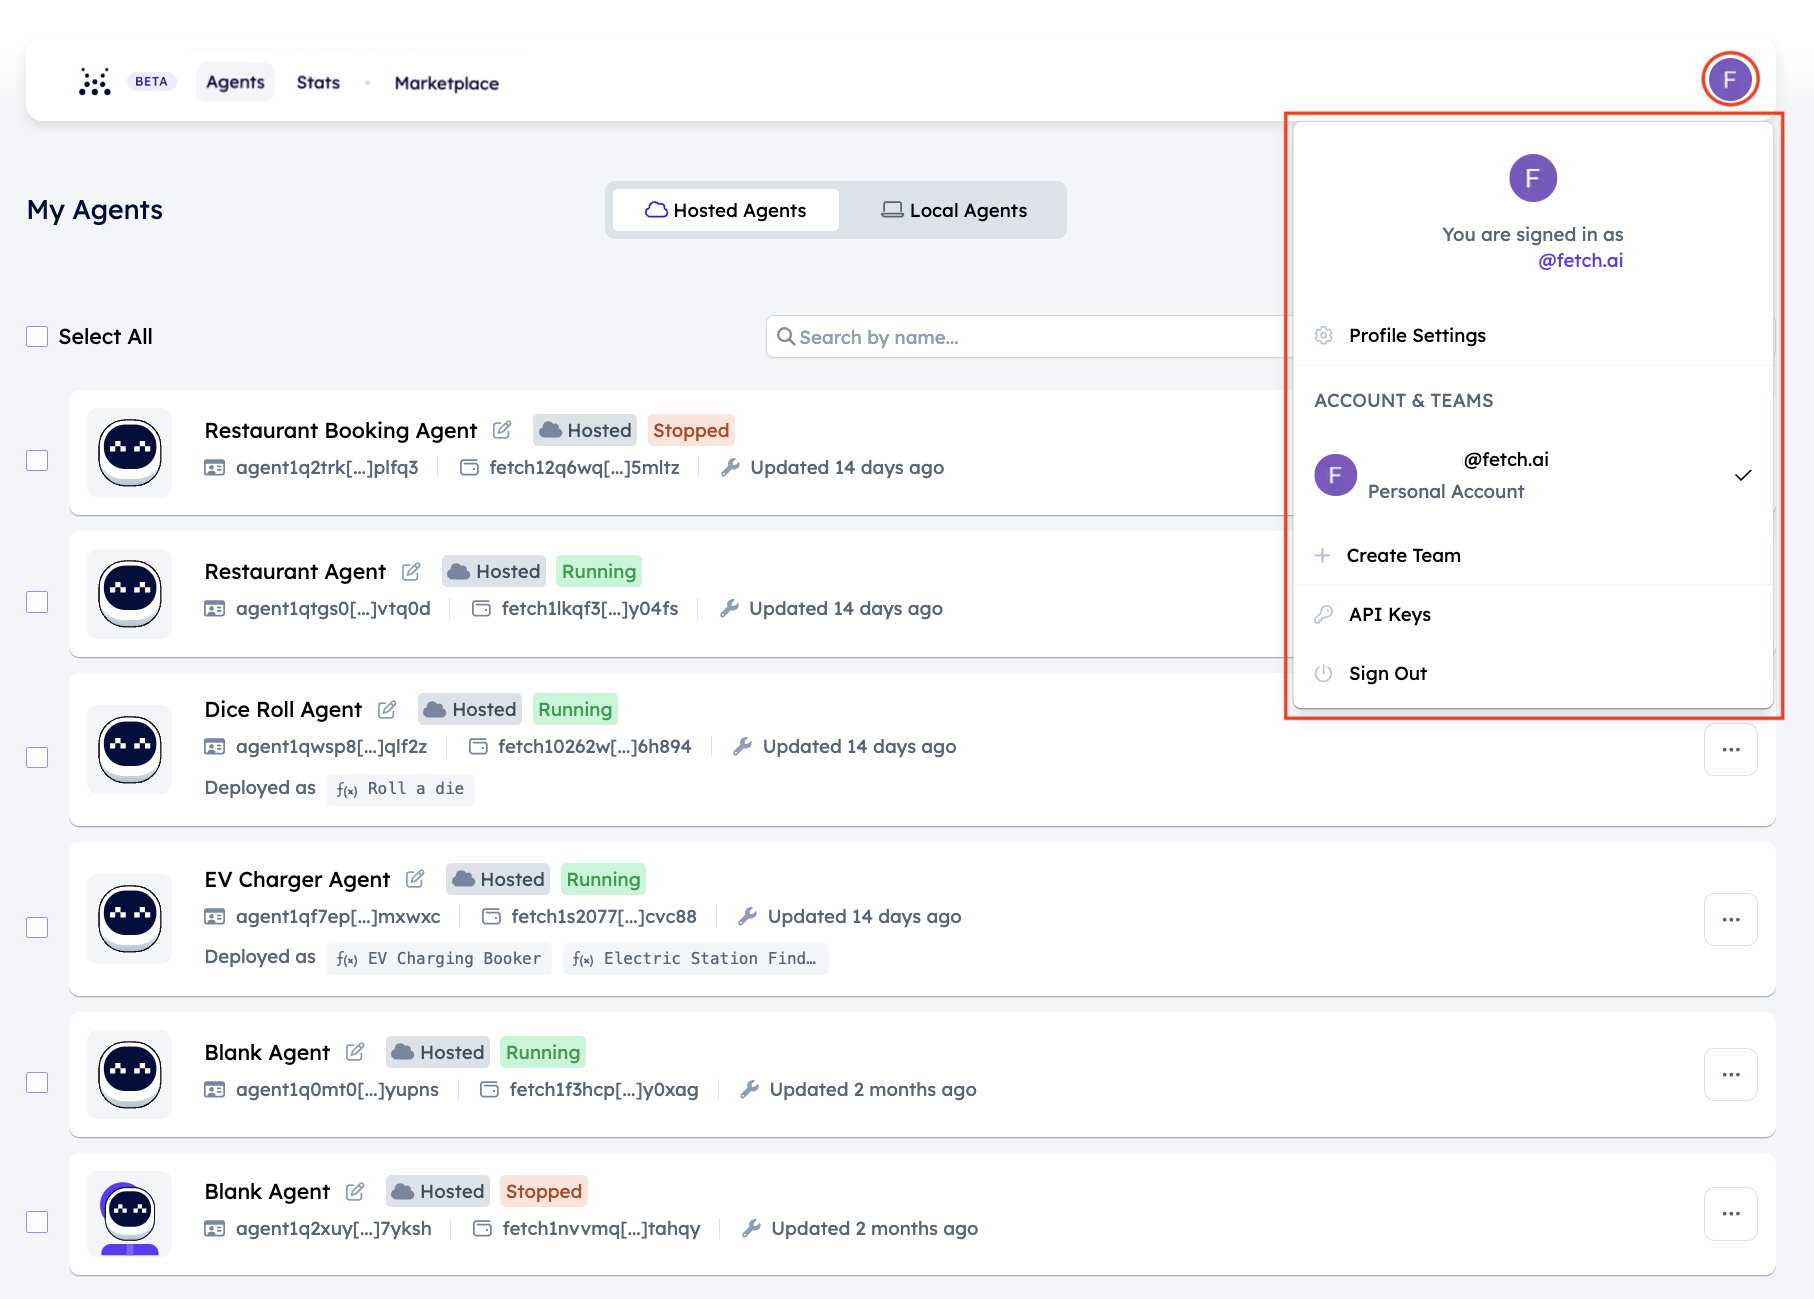 BETA Agents Stats Marketplace F
My Agents
Hosted Agents Local Agents
F
You are signed in as
@fetch.ai
Select All
Search by name...
Profile Settings
ACCOUNT & TEAMS
F @fetch.ai
Personal Account
Create Team
API Keys
Sign Out
Restaurant Booking Agent Hosted Stopped
agent1q2trk[...]plfq3 fetch12q6wq[...]5mltz Updated 14 days ago
Restaurant Agent Hosted Running
agent1qtgs0[...]vtq0d fetch1lkqf3[...]y04fs Updated 14 days ago
Dice Roll Agent Hosted Running
agent1qwsp8[...]qlf2z fetch10262w[...]6h894 Updated 14 days ago
Deployed as f(x) Roll a die
...
EV Charger Agent Hosted Running
agent1qf7ep[...]mxwxc fetch1s2077[...]cvc88 Updated 14 days ago
Deployed as f(x) EV Charging Booker f(x) Electric Station Find…
...
Blank Agent Hosted Running
agent1q0mt0[...]yupns fetch1f3hcp[...]y0xag Updated 2 months ago
...
Blank Agent Hosted Stopped
agent1q2xuy[...]7yksh fetch1nvvmq[...]tahqy Updated 2 months ago
...